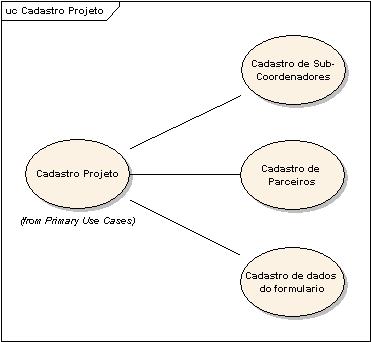 uc Cadastro Projeto
Cadastro de Sub-
Coordenadores
Cadastro Projeto
(from Primary Use Cases)
Cadastro de
Parceiros
Cadastro de dados
do formulario